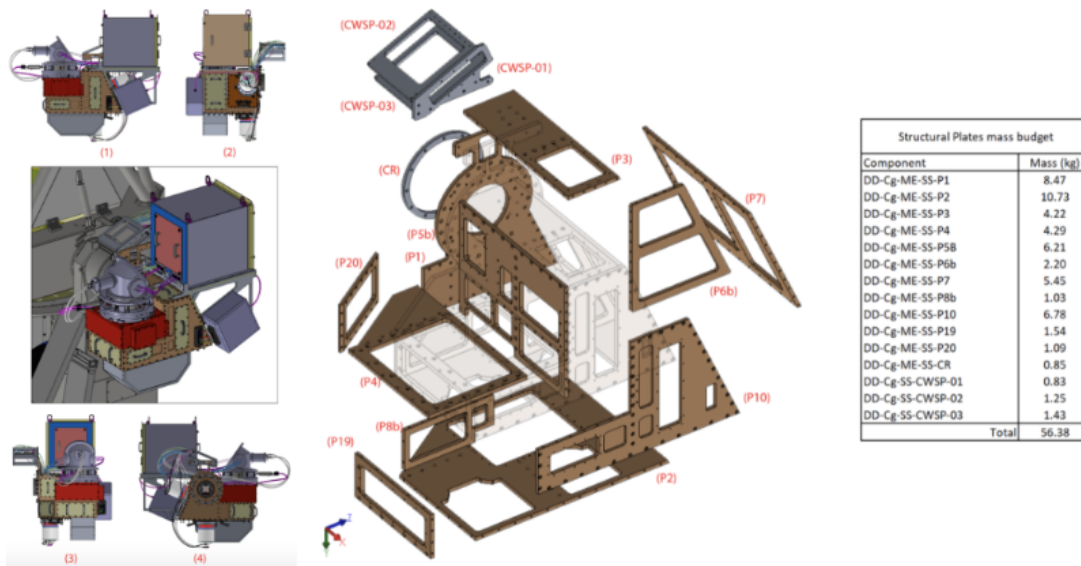 (1)
(2)
(3)
(4)
(CWSP-02)
(CWSP-01)
(CWSP-03)
(CR)
(P3)
(P7)
(P5b)
(P1)
(P20)
(P6b)
(P4)
(P10)
(P8b)
(P19)
(P2)
Z
X
Y
Structural Plates mass budget
Component Mass (kg)
DD-Cg-ME-SS-P1 8.47
DD-Cg-ME-SS-P2 10.73
DD-Cg-ME-SS-P3 4.22
DD-Cg-ME-SS-P4 4.29
DD-Cg-ME-SS-P5B 6.21
DD-Cg-ME-SS-P6b 2.20
DD-Cg-ME-SS-P7 5.45
DD-Cg-ME-SS-P8b 1.03
DD-Cg-ME-SS-P10 6.78
DD-Cg-ME-SS-P19 1.54
DD-Cg-ME-SS-P20 1.09
DD-Cg-ME-SS-CR 0.85
DD-Cg-SS-CWSP-01 0.83
DD-Cg-SS-CWSP-02 1.25
DD-Cg-SS-CWSP-03 1.43
Total 56.38